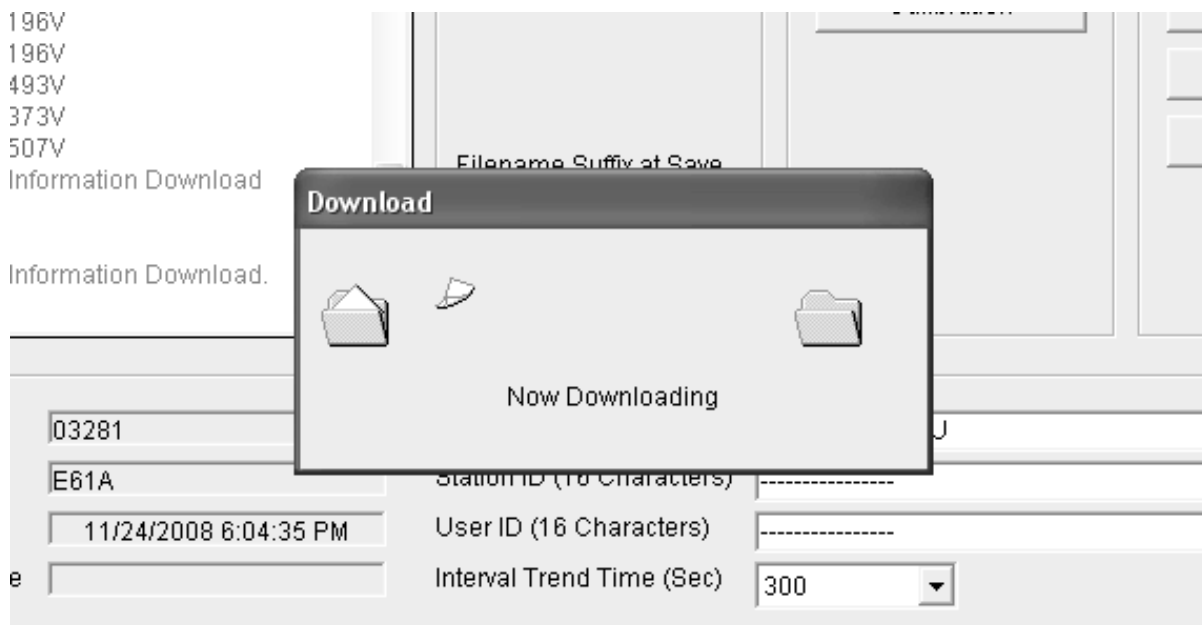 196V
196V
493V
373V
507V
Information Download
Information Download.
Filename Suffix at Save
Download
Now Downloading
03281
E61A
11/24/2008 6:04:35 PM
e
J
Station ID (16 Characters)
---------------
User ID (16 Characters)
---------------
Interval Trend Time (Sec)
300